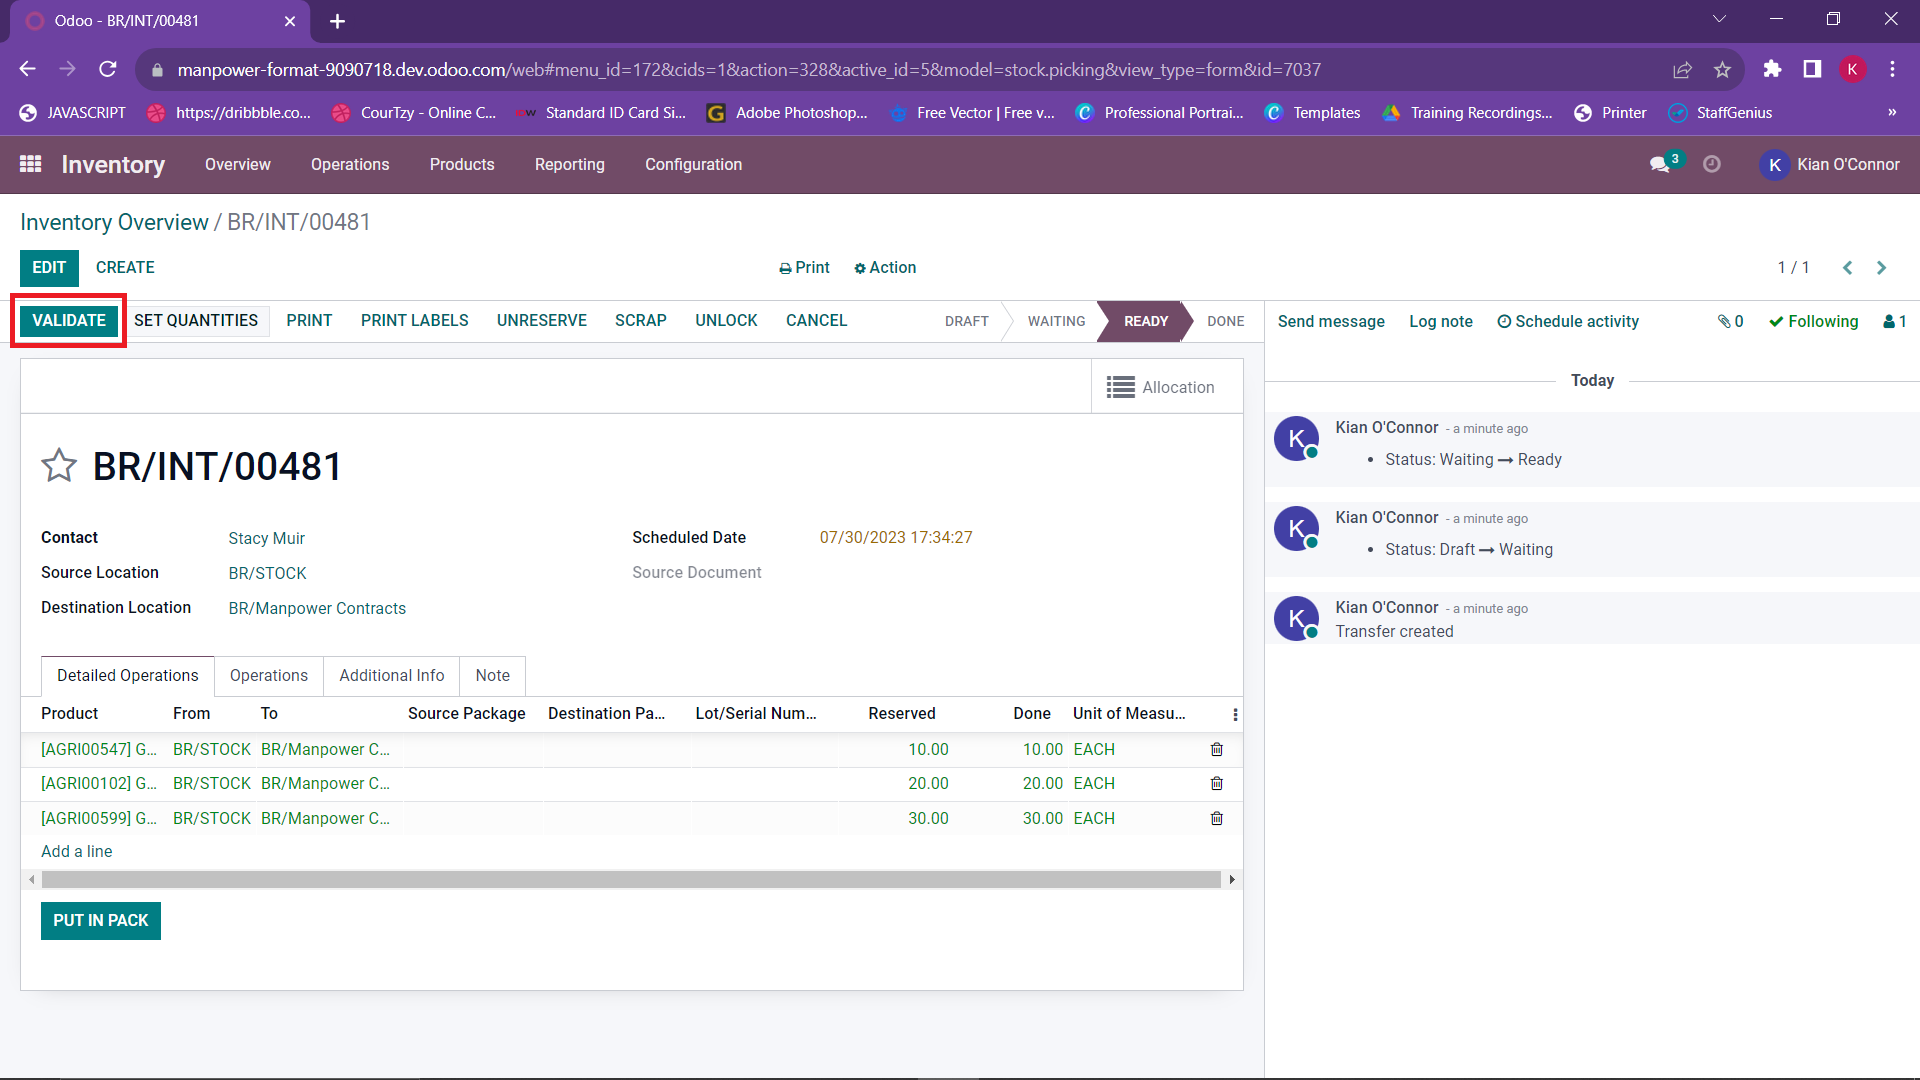 Odoo - BR/INT/00481
manpower-format-9090718.dev.odoo.com/web#menu_id=172&cids=1&action=328&active_id=5&model=stock.picking&view_type=form&id=7037
K
JAVASCRIPT https://dribbble.co... CourTzy - Online C... Standard ID Card Si... Adobe Photoshop... Free Vector | Free v... Professional Portrai... Templates Training Recordings... Printer StaffGenius »
Inventory Overview Operations Products Reporting Configuration 3 K Kian O'Connor
Inventory Overview / BR/INT/00481
EDIT CREATE Print Action 1 / 1
VALIDATE SET QUANTITIES PRINT PRINT LABELS UNRESERVE SCRAP UNLOCK CANCEL DRAFT WAITING READY DONE
Send message Log note Schedule activity 0 Following 1
Allocation
Today
BR/INT/00481
Contact Stacy Muir
Source Location BR/STOCK
Destination Location BR/Manpower Contracts
Scheduled Date 07/30/2023 17:34:27
Source Document
K Kian O'Connor - a minute ago
• Status: Waiting → Ready
K Kian O'Connor - a minute ago
• Status: Draft → Waiting
K Kian O'Connor - a minute ago
Transfer created
Detailed Operations Operations Additional Info Note
Product From To Source Package Destination Pa... Lot/Serial Num... Reserved Done Unit of Measu...
[AGRI00547] G... BR/STOCK BR/Manpower C... 10.00 10.00 EACH
[AGRI00102] G... BR/STOCK BR/Manpower C... 20.00 20.00 EACH
[AGRI00599] G... BR/STOCK BR/Manpower C... 30.00 30.00 EACH
Add a line
PUT IN PACK